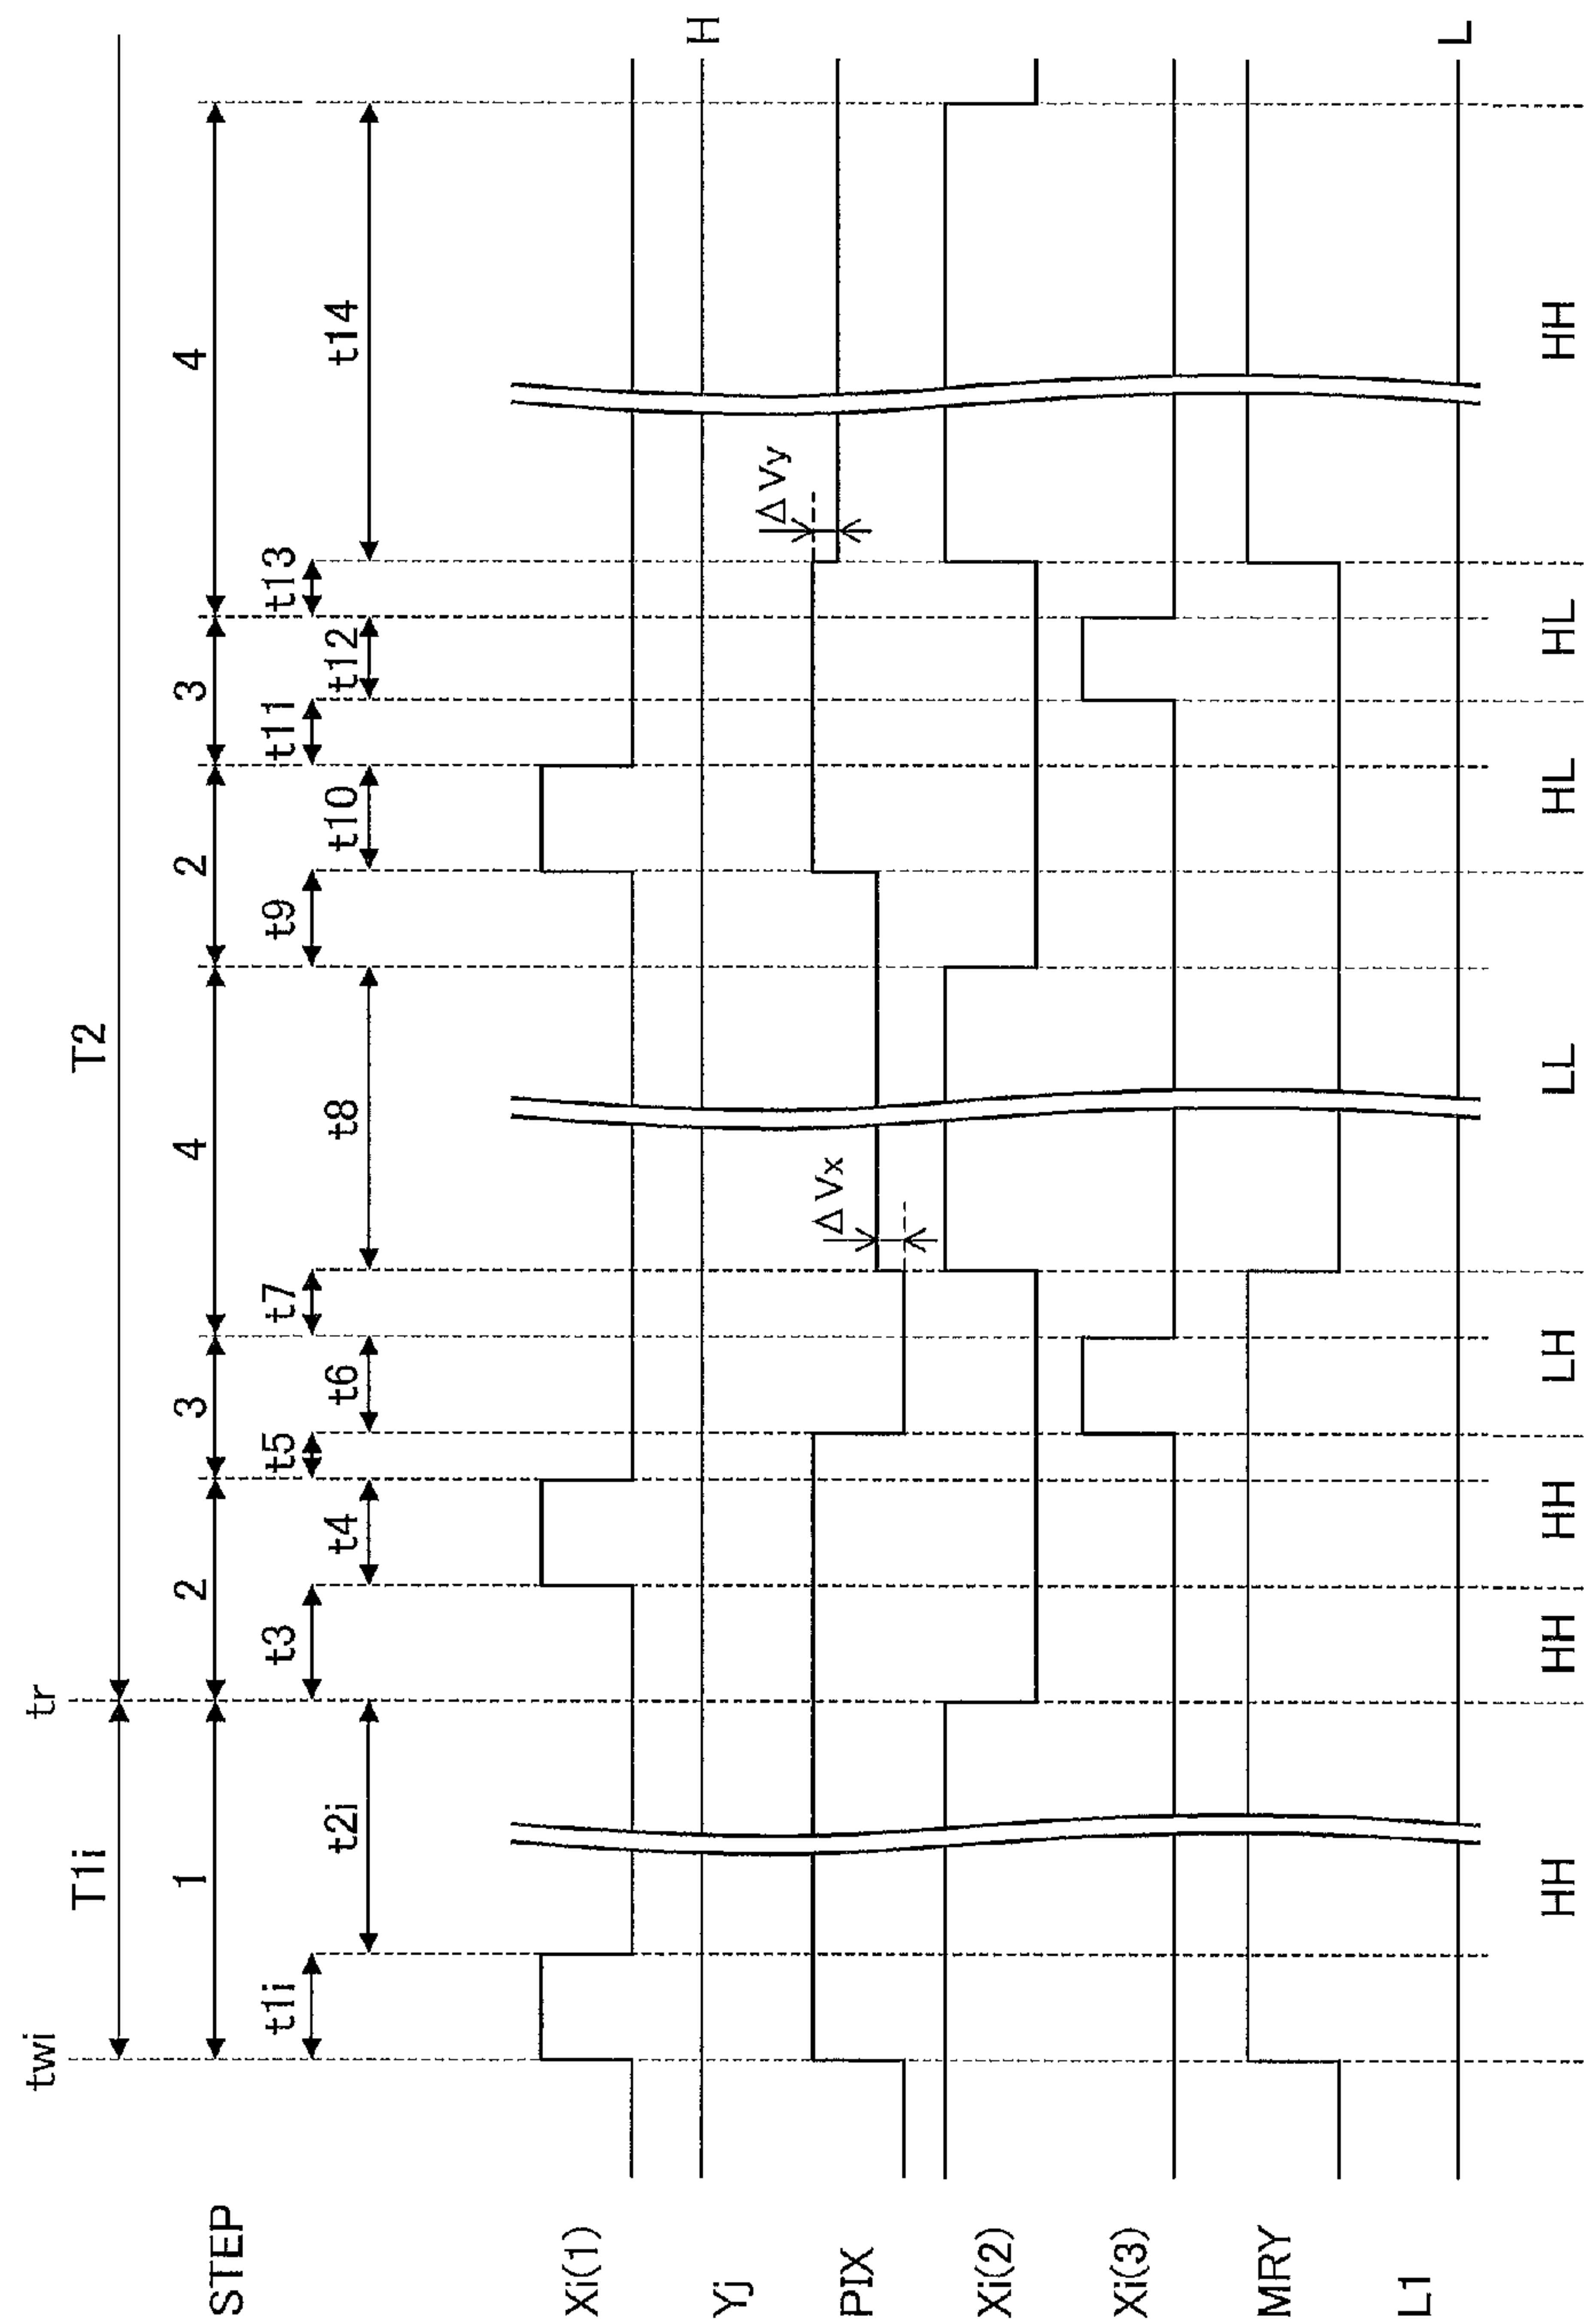 twi tr
T1i T2
STEP 1 2 3 4 2 3 4
t1i t3 t5 t7 t9 t11 t13
t2i t4 t6 t8 t10 t12 t14
Xi(1)
Yj H
PIX ΔVx ΔVy
Xi(2)
Xi(3)
MRY
L1 L
HH HH HH LH LL HL HL HH